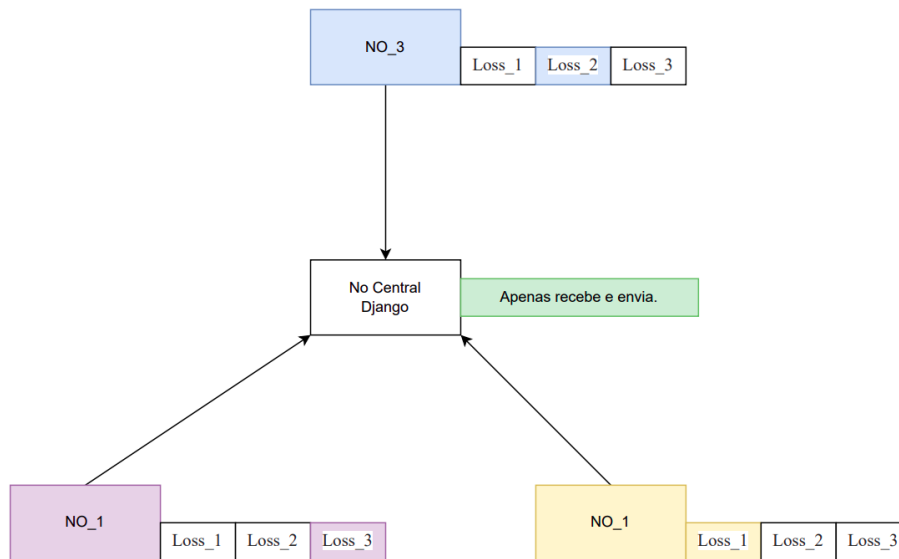 NO_3
Loss_1 Loss_2 Loss_3
No Central
Django
Apenas recebe e envia.
NO_1
Loss_1 Loss_2 Loss_3
NO_1
Loss_1 Loss_2 Loss_3